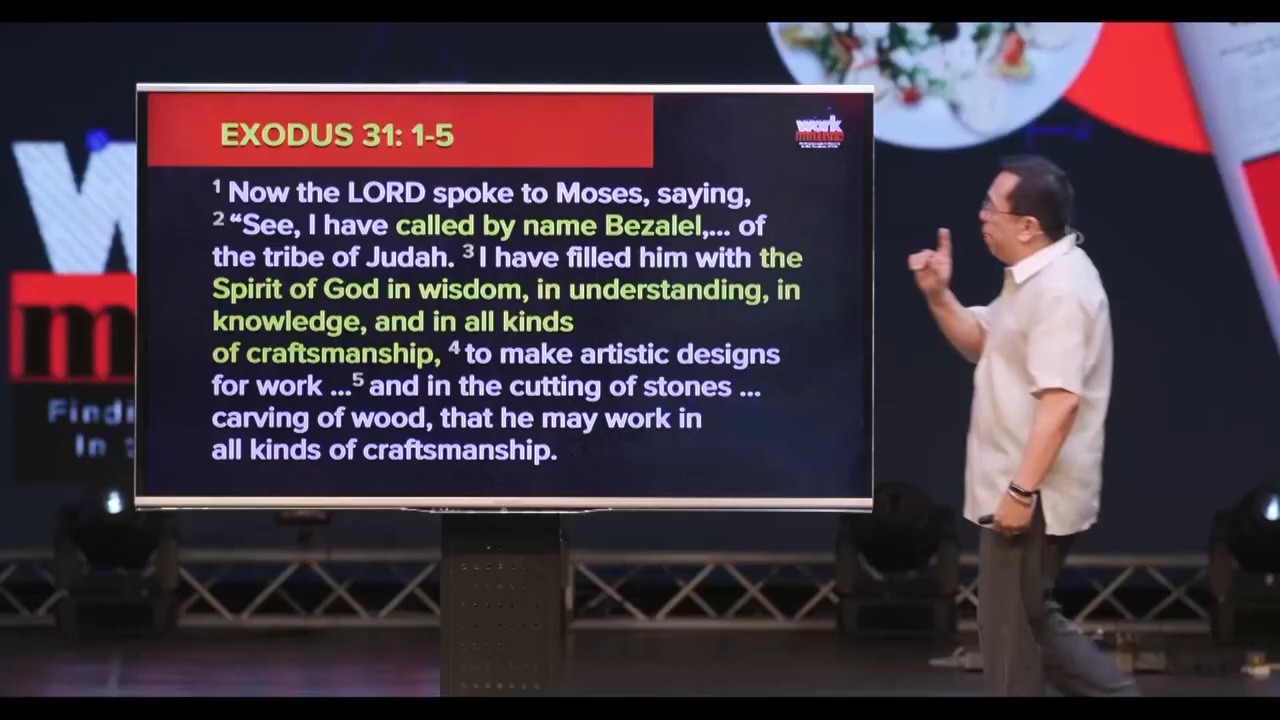 EXODUS 31: 1-5
work
1 Now the LORD spoke to Moses, saying,
2 “See, I have called by name Bezalel,... of
the tribe of Judah. 3 I have filled him with the
Spirit of God in wisdom, in understanding, in
knowledge, and in all kinds
of craftsmanship, 4 to make artistic designs
for work ...5 and in the cutting of stones ...
carving of wood, that he may work in
all kinds of craftsmanship.
W
m
Findi
In